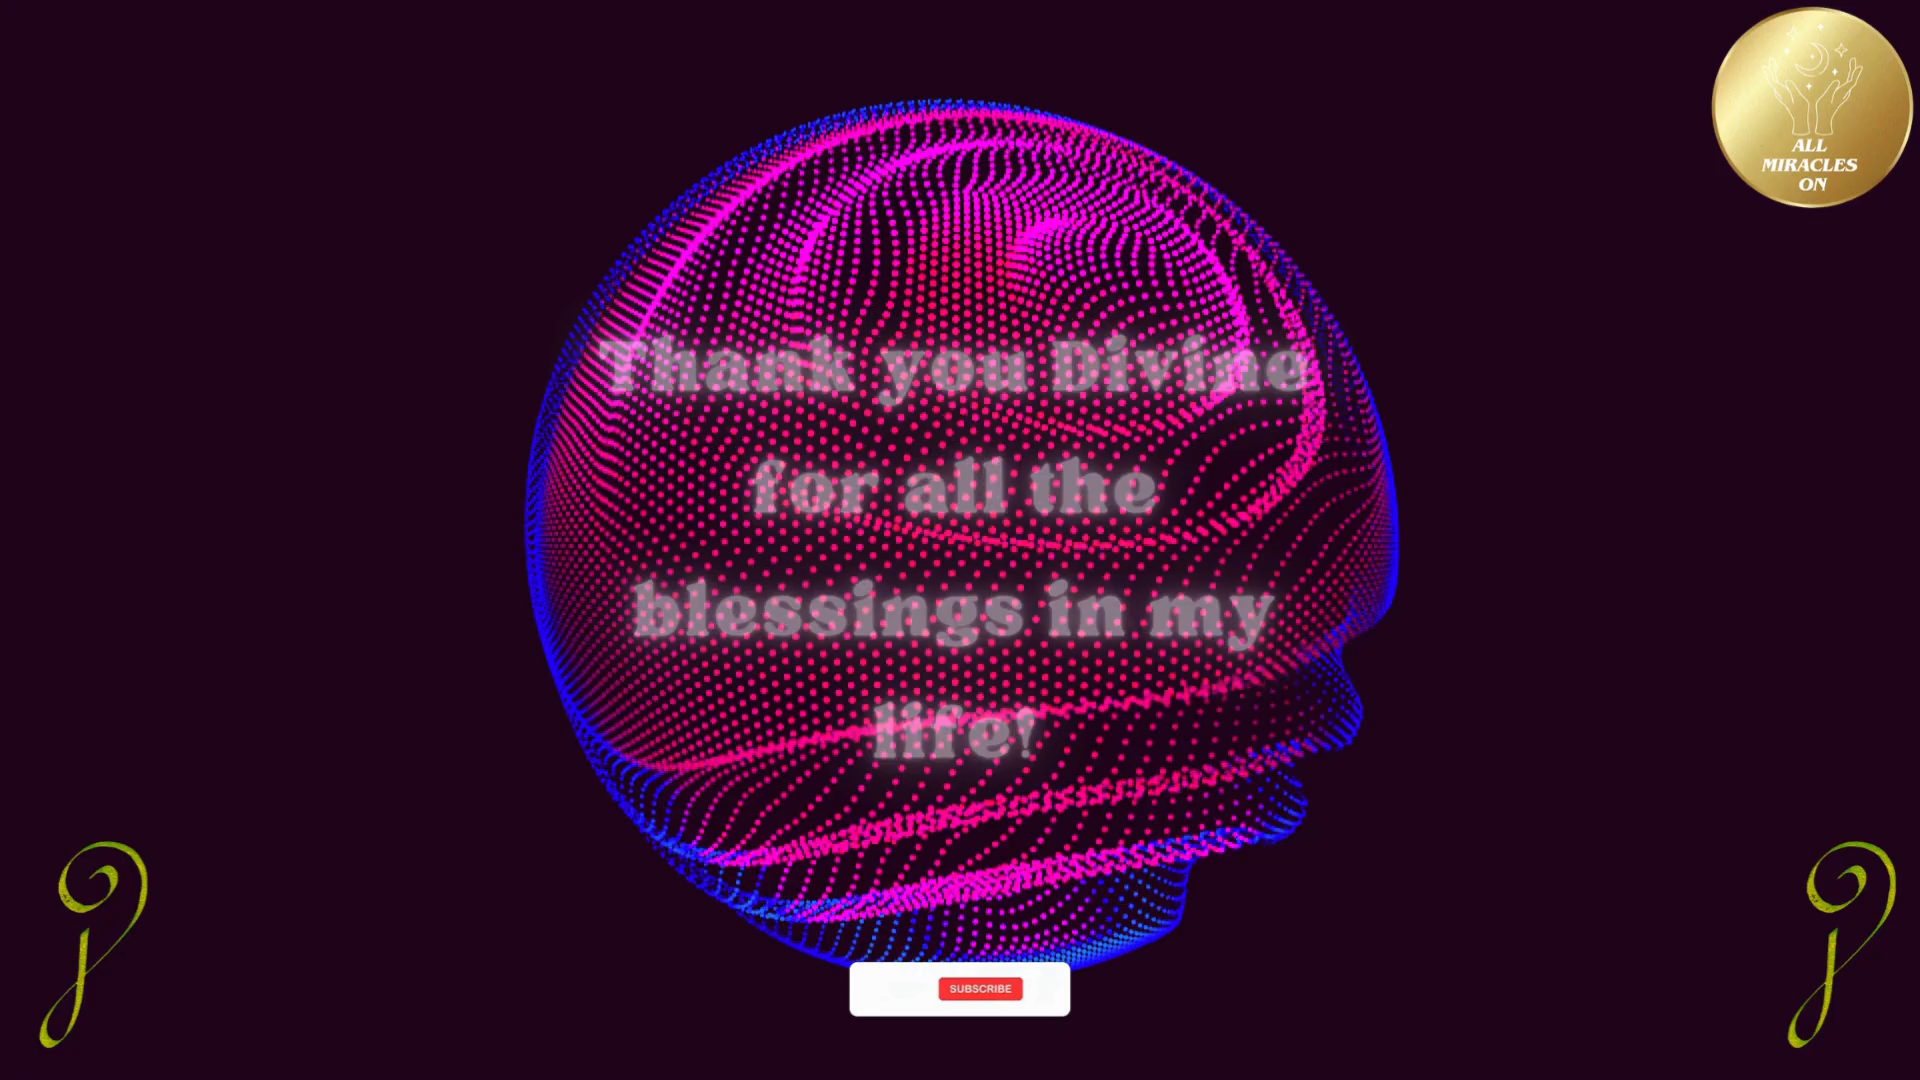 ALL
MIRACLES
ON
Thank you Divine
for all the
blessings in my
life!
SUBSCRIBE